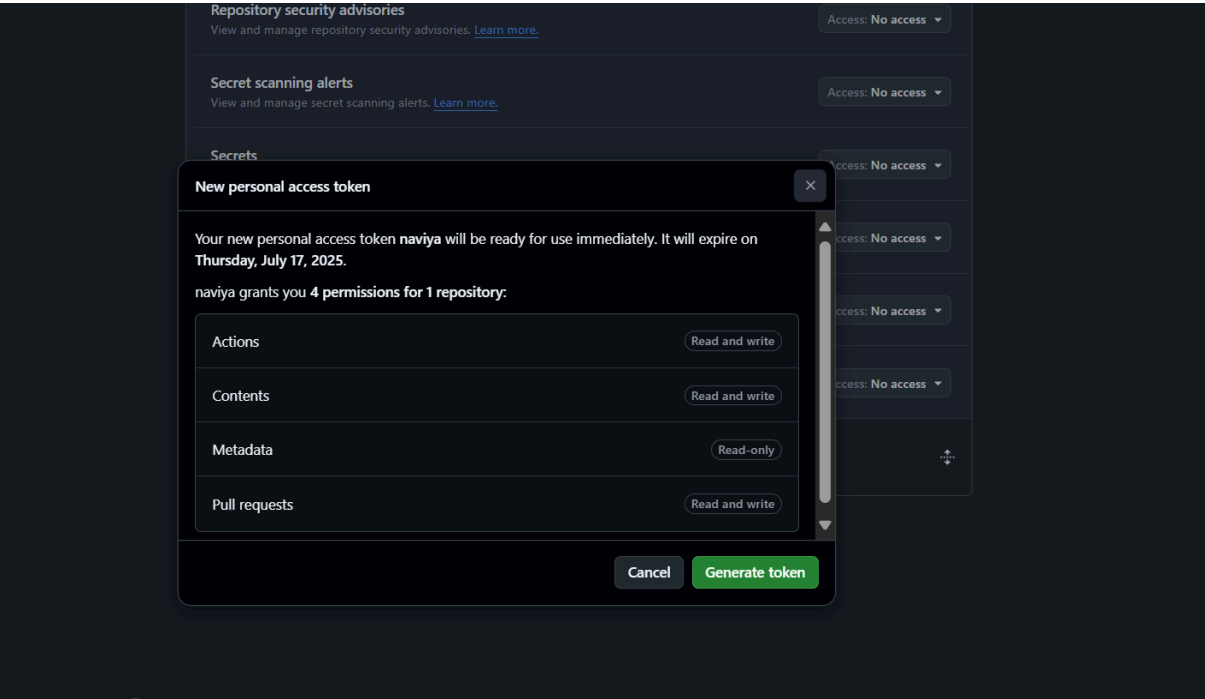 Repository security advisories
View and manage repository security advisories. Learn more.
Access: No access
Secret scanning alerts
View and manage secret scanning alerts. Learn more.
Access: No access
Secrets
Access: No access
New personal access token
Your new personal access token naviya will be ready for use immediately. It will expire on
Thursday, July 17, 2025.
naviya grants you 4 permissions for 1 repository:
Actions
Read and write
Contents
Read and write
Metadata
Read-only
Pull requests
Read and write
Cancel
Generate token
ccess: No access
ccess: No access
ccess: No access